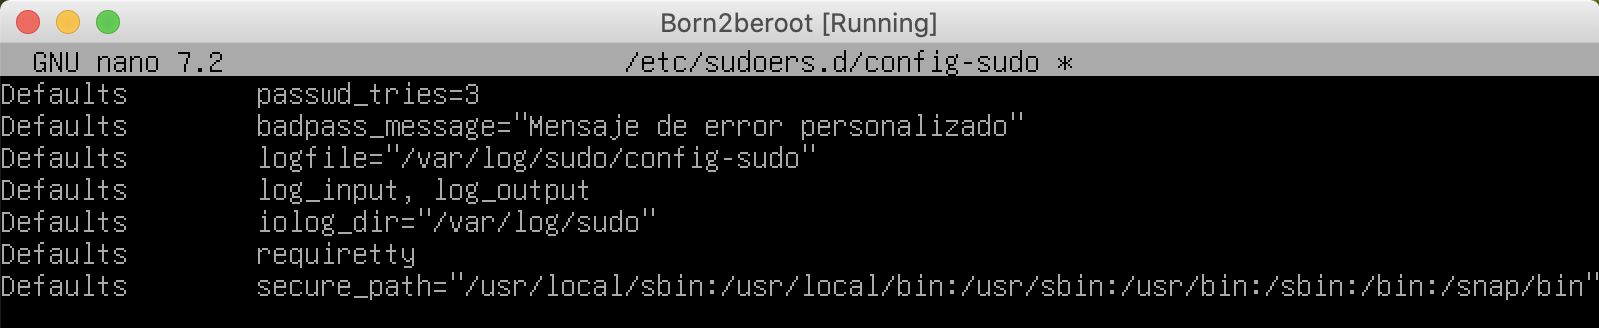 Born2beroot [Running]
GNU nano 7.2 /etc/sudoers.d/config-sudo *
Defaults passwd_tries=3
Defaults badpass_message="Mensaje de error personalizado"
Defaults logfile="/var/log/sudo/config-sudo"
Defaults log_input, log_output
Defaults iolog_dir="/var/log/sudo"
Defaults requiretty
Defaults secure_path="/usr/local/sbin:/usr/local/bin:/usr/sbin:/usr/bin:/sbin:/bin:/snap/bin"